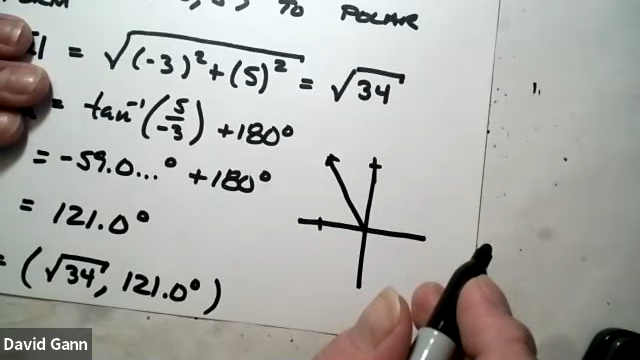 TO POLAR
= √((-3)² + (5)²) = √34
= tan⁻¹(5/-3) + 180°
= -59.0...° + 180°
= 121.0°
= (√34, 121.0°)
David Gann